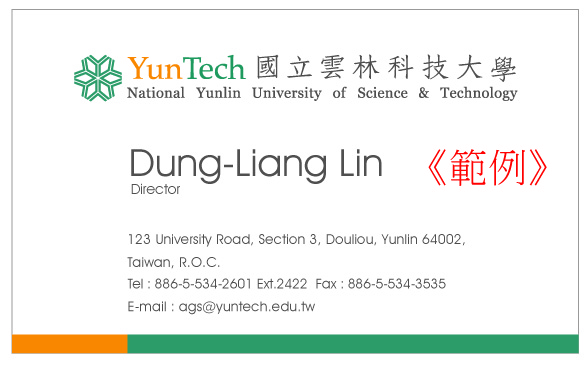 YunTech 國立雲林科技大學
National Yunlin University of Science & Technology
Dung-Liang Lin 《範例》
Director
123 University Road, Section 3, Douliou, Yunlin 64002,
Taiwan, R.O.C.
Tel : 886-5-534-2601 Ext.2422 Fax : 886-5-534-3535
E-mail : ags@yuntech.edu.tw